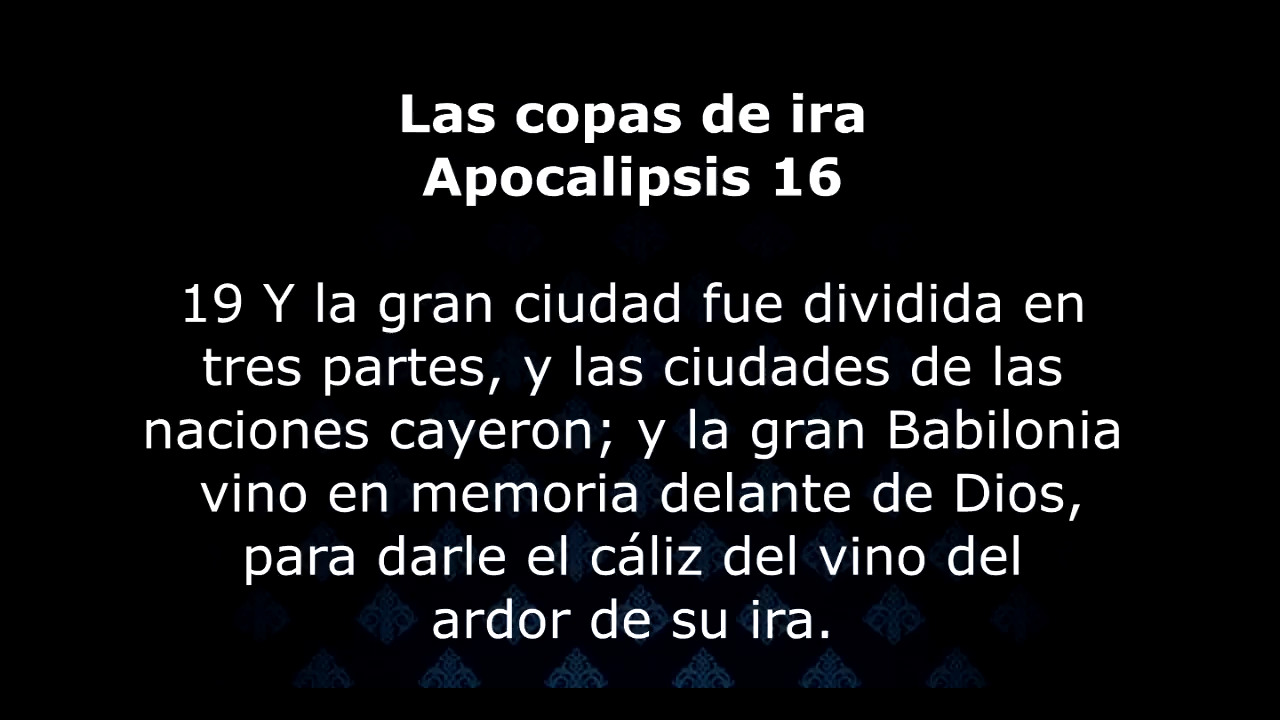 Las copas de ira
Apocalipsis 16
19 Y la gran ciudad fue dividida en
tres partes, y las ciudades de las
naciones cayeron; y la gran Babilonia
vino en memoria delante de Dios,
para darle el cáliz del vino del
ardor de su ira.